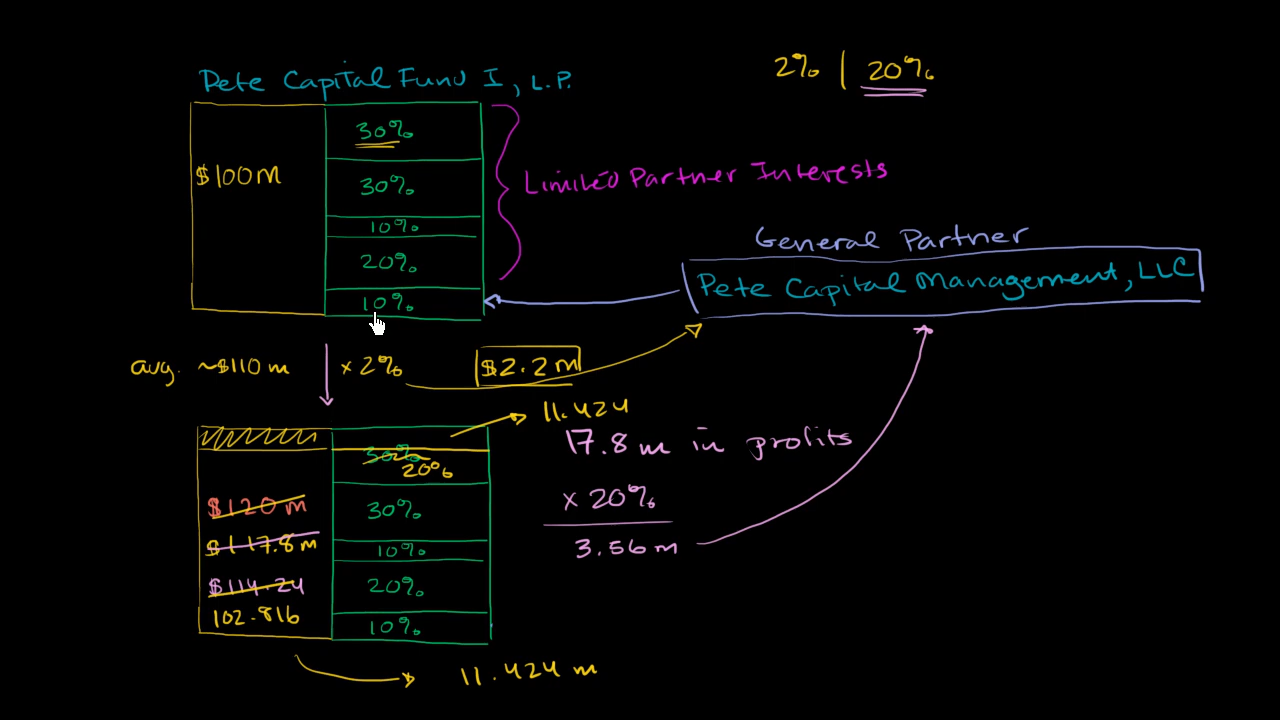 2% | 20%
Pete Capital Fund I, L.P.
30%
$100m
30%
Limited Partner Interests
10%
20%
General Partner
Pete Capital Management, LLC
10%
avg. ~$110 m
x 2%
$2.2 m
11.424
17.8 m in profits
30%
20%
x 20%
$120 m
30%
$117.8 m
10%
3.56 m
$114.24
20%
102.816
10%
11.424 m